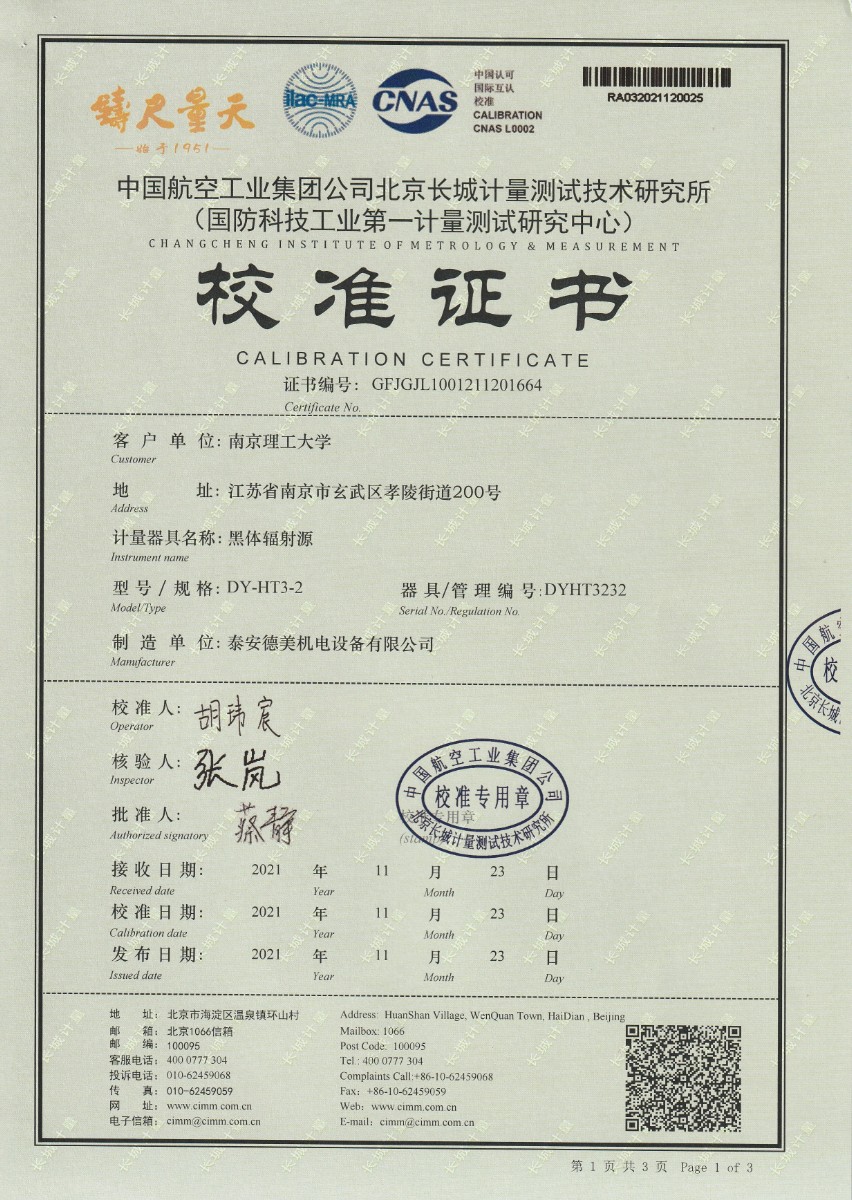 铸尺量天
始于1951
ilac-MRA
CNAS
中国认可
国际互认
校准
CALIBRATION
CNAS L0002
RA032021120025
中国航空工业集团公司北京长城计量测试技术研究所
（国防科技工业第一计量测试研究中心）
CHANGCHENG INSTITUTE OF METROLOGY & MEASUREMENT
校准证书
CALIBRATION CERTIFICATE
证书编号： GFJGJL1001211201664
Certificate No.
客户单位：南京理工大学
Customer
地址：江苏省南京市玄武区孝陵街道200号
Address
计量器具名称：黑体辐射源
Instrument name
型号/规格：DY-HT3-2 器具/管理编号：DYHT3232
Model/Type Serial No./Regulation No.
制造单位：泰安德美机电设备有限公司
Manufacturer
校准人：胡玮宸
Operator
核验人：张岚
Inspector
批准人：蔡静
Authorized signatory
中国航空工业集团公司
校准专用章
北京长城计量测试技术研究所
接收日期： 2021 年 11 月 23 日
Received date Year Month Day
校准日期： 2021 年 11 月 23 日
Calibration date Year Month Day
发布日期： 2021 年 11 月 23 日
Issued date Year Month Day
地址：北京市海淀区温泉镇环山村 Address: HuanShan Village, WenQuan Town, HaiDian , Beijing
邮箱：北京1066信箱 Mailbox: 1066
邮编：100095 Post Code: 100095
客服电话：400 0777 304 Tel.: 400 0777 304
投诉电话：010-62459068 Complaints Call:+86-10-62459068
传真：010-62459059 Fax: +86-10-62459059
网址：www.cimm.com.cn Web: www.cimm.com.cn
电子信箱：cimm@cimm.com.cn E-mail: cimm@cimm.com.cn
第 1 页 共 3 页 Page 1 of 3